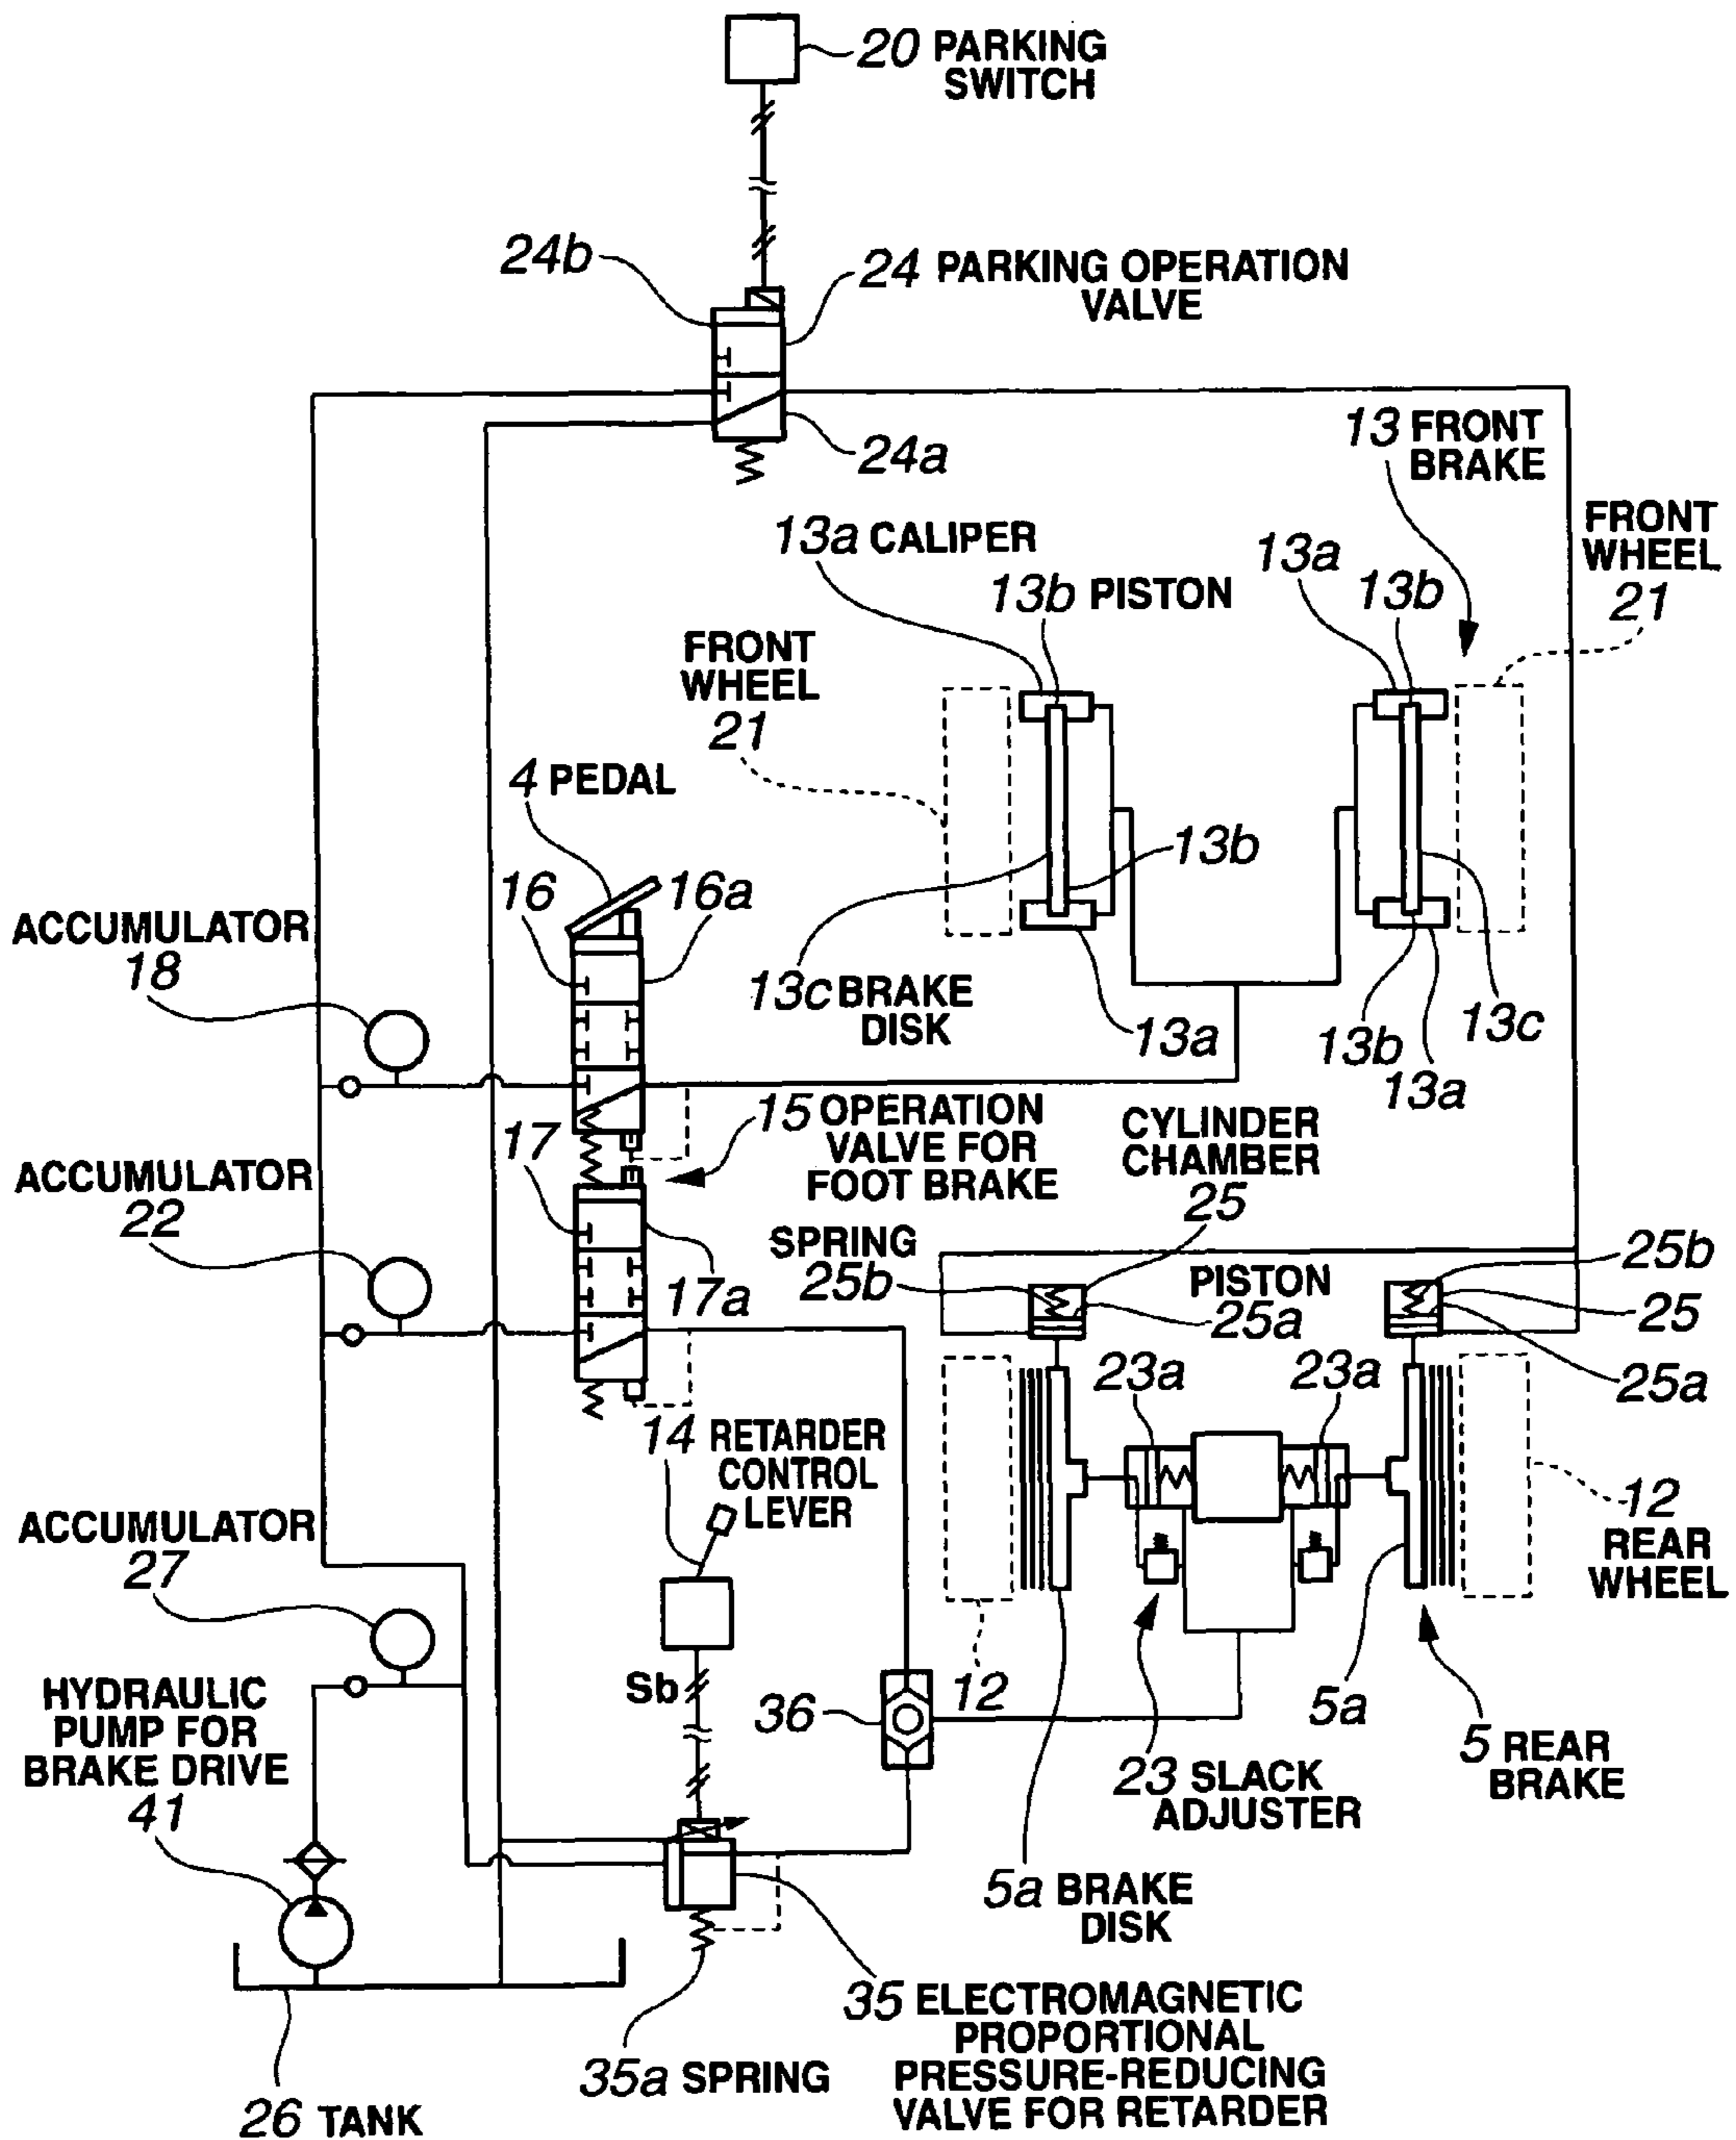 20 PARKING
SWITCH
24b
24 PARKING OPERATION
VALVE
24a
13 FRONT
BRAKE
FRONT
WHEEL
21
13a CALIPER
13b PISTON
13a
13b
FRONT
WHEEL
21
4 PEDAL
16
16a
13b
ACCUMULATOR
18
13c BRAKE
DISK
13a
13b
13a
13c
17
15 OPERATION
VALVE FOR
FOOT BRAKE
CYLINDER
CHAMBER
25
ACCUMULATOR
22
17a
SPRING
25b
PISTON
25a
25b
25
25a
23a
23a
14 RETARDER
CONTROL
LEVER
12
REAR
WHEEL
ACCUMULATOR
27
Sb
36
12
5a
5 REAR
BRAKE
HYDRAULIC
PUMP FOR
BRAKE DRIVE
41
23 SLACK
ADJUSTER
5a BRAKE
DISK
35 ELECTROMAGNETIC
PROPORTIONAL
PRESSURE-REDUCING
VALVE FOR RETARDER
35a SPRING
26 TANK